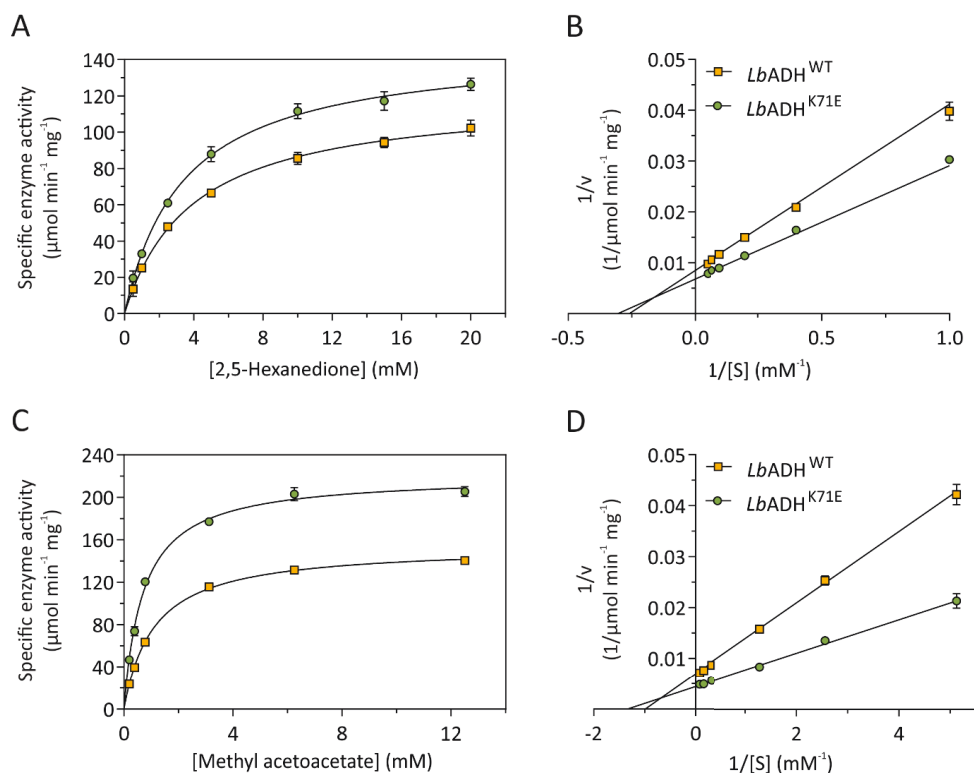 A
Specific enzyme activity
(µmol min⁻¹ mg⁻¹)
140
120
100
80
60
40
20
0
0 4 8 12 16 20
[2,5-Hexanedione] (mM)
B
LbADH^WT
LbADH^K71E
1/v
(1/µmol min⁻¹ mg⁻¹)
0.05
0.04
0.03
0.02
0.01
-0.5 0.0 0.5 1.0
1/[S] (mM⁻¹)
C
Specific enzyme activity
(µmol min⁻¹ mg⁻¹)
240
200
160
120
80
40
0
0 4 8 12
[Methyl acetoacetate] (mM)
D
LbADH^WT
LbADH^K71E
1/v
(1/µmol min⁻¹ mg⁻¹)
0.05
0.04
0.03
0.02
0.01
-2 0 2 4
1/[S] (mM⁻¹)